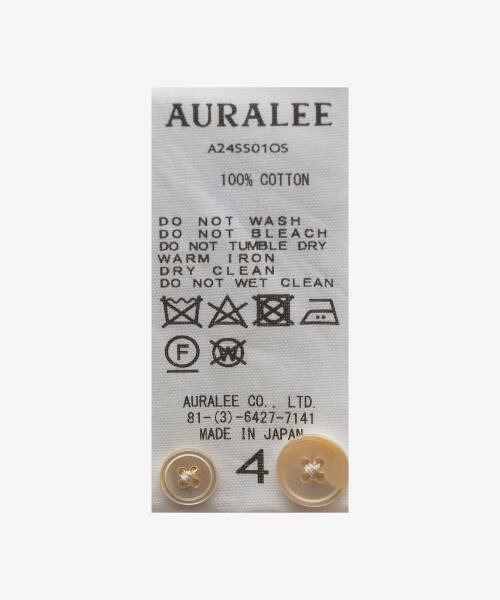 AURALEE
A24SS01OS
100% COTTON
DO NOT WASH
DO NOT BLEACH
DO NOT TUMBLE DRY
WARM IRON
DRY CLEAN
DO NOT WET CLEAN
F W
AURALEE CO., LTD.
81-(3)-6427-7141
MADE IN JAPAN
4